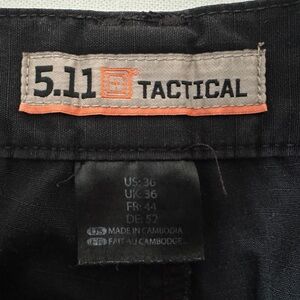 5.11 TACTICAL
US: 36
UK: 36
FR: 44
DE: 52
US MADE IN CAMBODIA
FR FAIT AU CAMBODGE